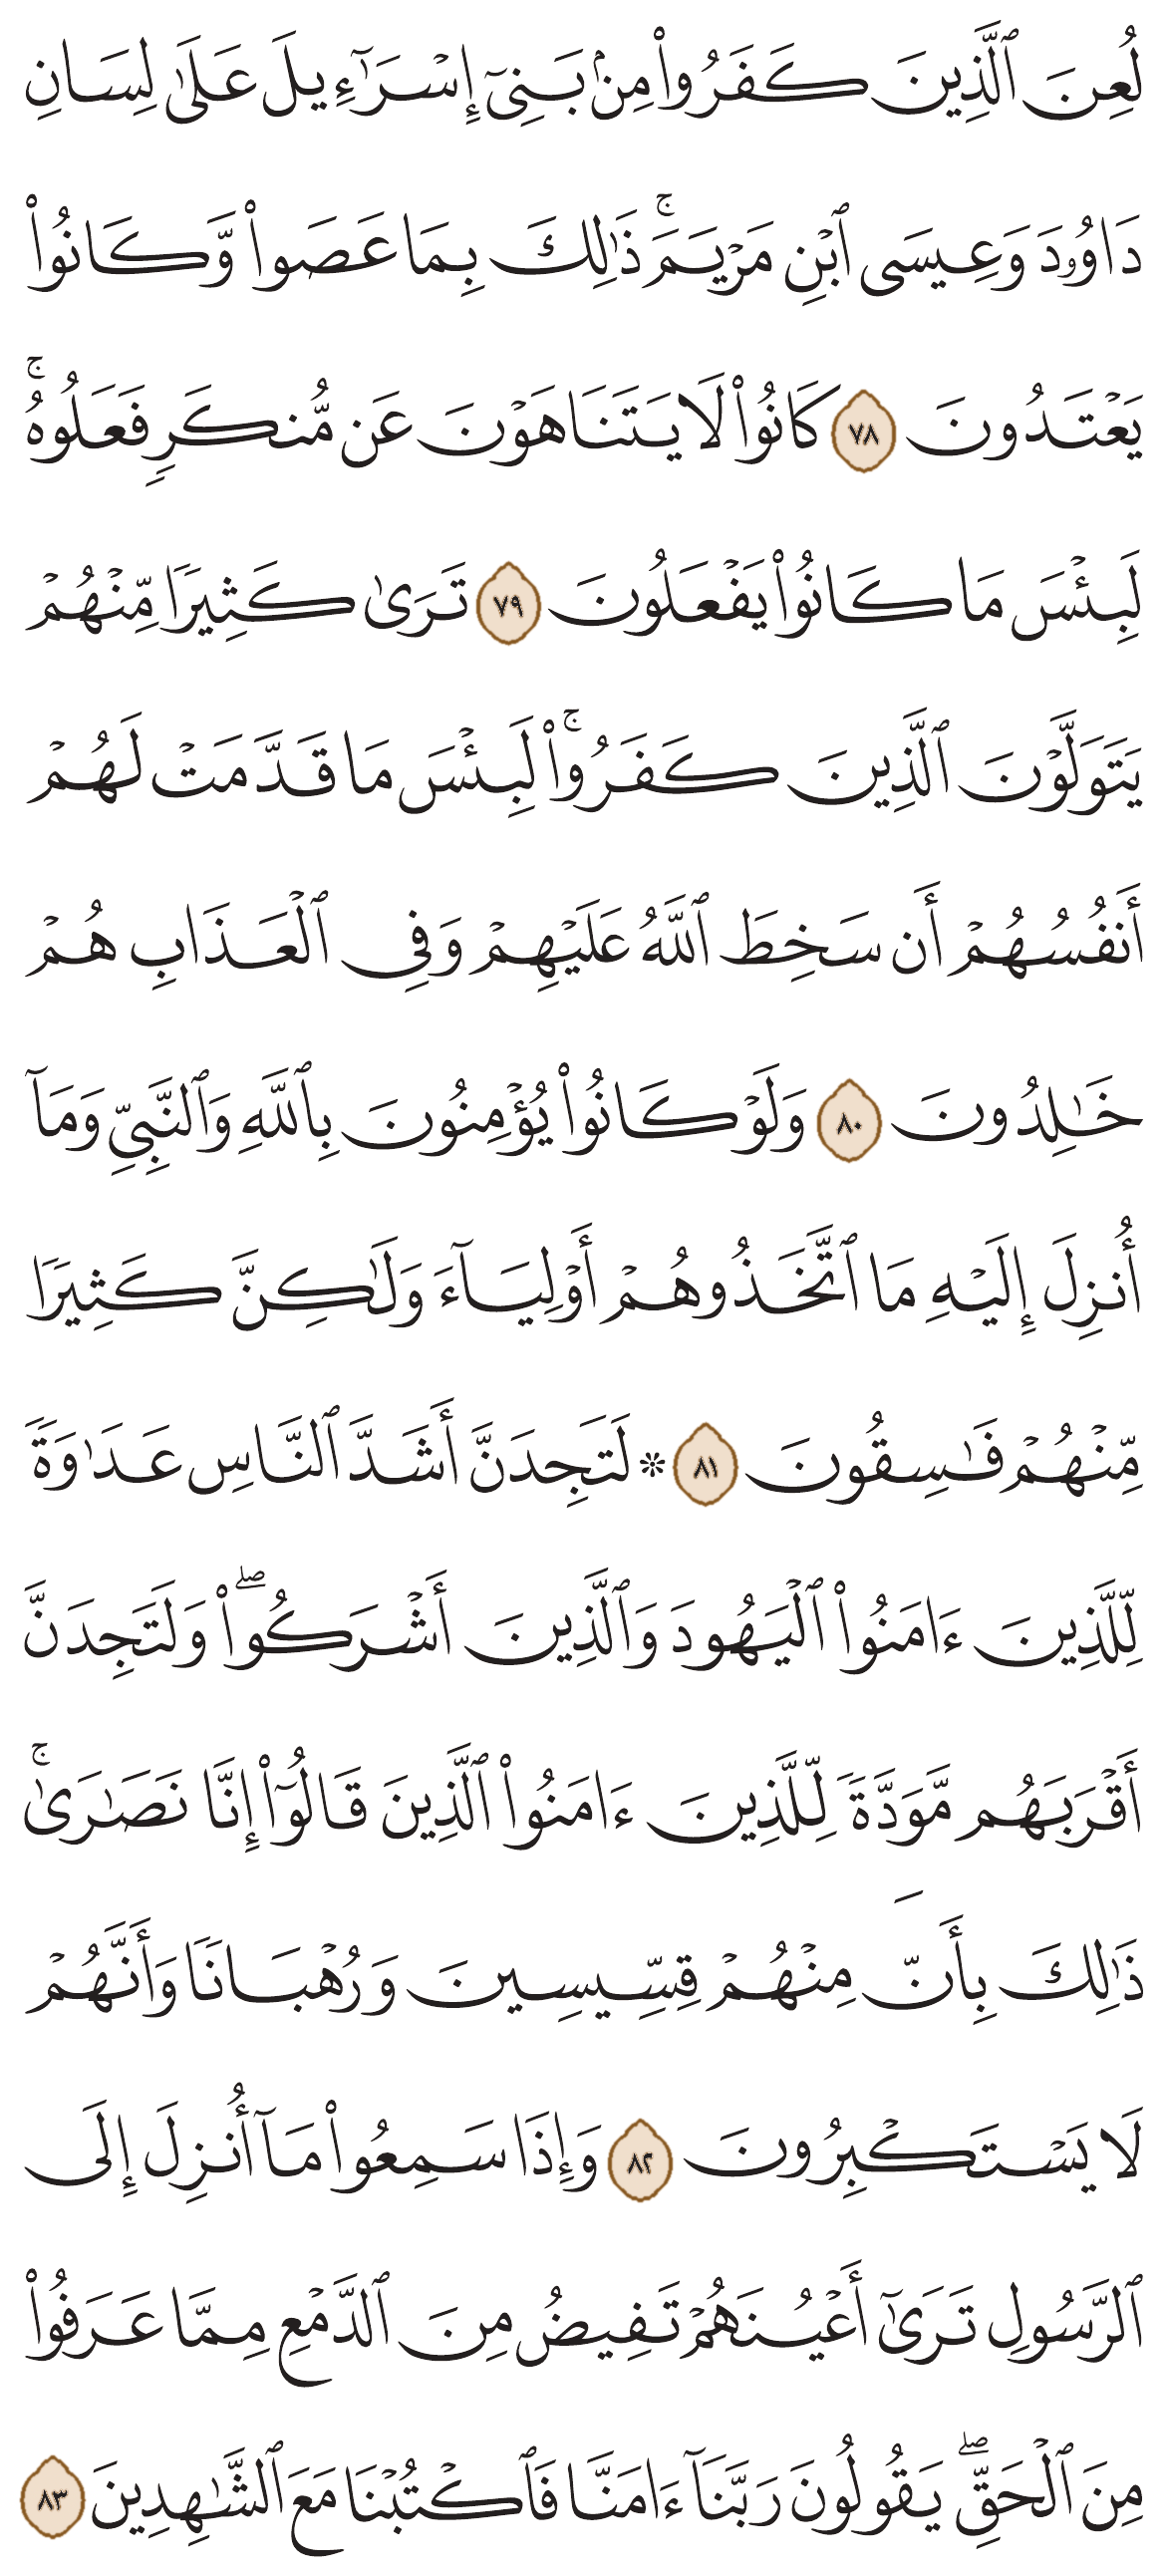 لُعِنَ ٱلَّذِينَ كَفَرُوا۟ مِنۢ بَنِىٓ إِسْرَٰٓءِيلَ عَلَىٰ لِسَانِ
دَاوُۥدَ وَعِيسَى ٱبْنِ مَرْيَمَ ۚ ذَٰلِكَ بِمَا عَصَوا۟ وَّكَانُوا۟
يَعْتَدُونَ ٧٨ كَانُوا۟ لَا يَتَنَاهَوْنَ عَن مُّنكَرٍ فَعَلُوهُ ۚ
لَبِئْسَ مَا كَانُوا۟ يَفْعَلُونَ ٧٩ تَرَىٰ كَثِيرًا مِّنْهُمْ
يَتَوَلَّوْنَ ٱلَّذِينَ كَفَرُوا۟ ۚ لَبِئْسَ مَا قَدَّمَتْ لَهُمْ
أَنفُسُهُمْ أَن سَخِطَ ٱللَّهُ عَلَيْهِمْ وَفِى ٱلْعَذَابِ هُمْ
خَـٰلِدُونَ ٨٠ وَلَوْ كَانُوا۟ يُؤْمِنُونَ بِٱللَّهِ وَٱلنَّبِىِّ وَمَآ
أُنزِلَ إِلَيْهِ مَا ٱتَّخَذُوهُمْ أَوْلِيَآءَ وَلَـٰكِنَّ كَثِيرًا
مِّنْهُمْ فَـٰسِقُونَ ٨١ ۞ لَتَجِدَنَّ أَشَدَّ ٱلنَّاسِ عَدَٰوَةً
لِّلَّذِينَ ءَامَنُوا۟ ٱلْيَهُودَ وَٱلَّذِينَ أَشْرَكُوا۟ ۖ وَلَتَجِدَنَّ
أَقْرَبَهُم مَّوَدَّةً لِّلَّذِينَ ءَامَنُوا۟ ٱلَّذِينَ قَالُوٓا۟ إِنَّا نَصَـٰرَىٰ ۚ
ذَٰلِكَ بِأَنَّ مِنْهُمْ قِسِّيسِينَ وَرُهْبَانًا وَأَنَّهُمْ
لَا يَسْتَكْبِرُونَ ٨٢ وَإِذَا سَمِعُوا۟ مَآ أُنزِلَ إِلَى
ٱلرَّسُولِ تَرَىٰٓ أَعْيُنَهُمْ تَفِيضُ مِنَ ٱلدَّمْعِ مِمَّا عَرَفُوا۟
مِنَ ٱلْحَقِّ ۖ يَقُولُونَ رَبَّنَآ ءَامَنَّا فَٱكْتُبْنَا مَعَ ٱلشَّـٰهِدِينَ ٨٣